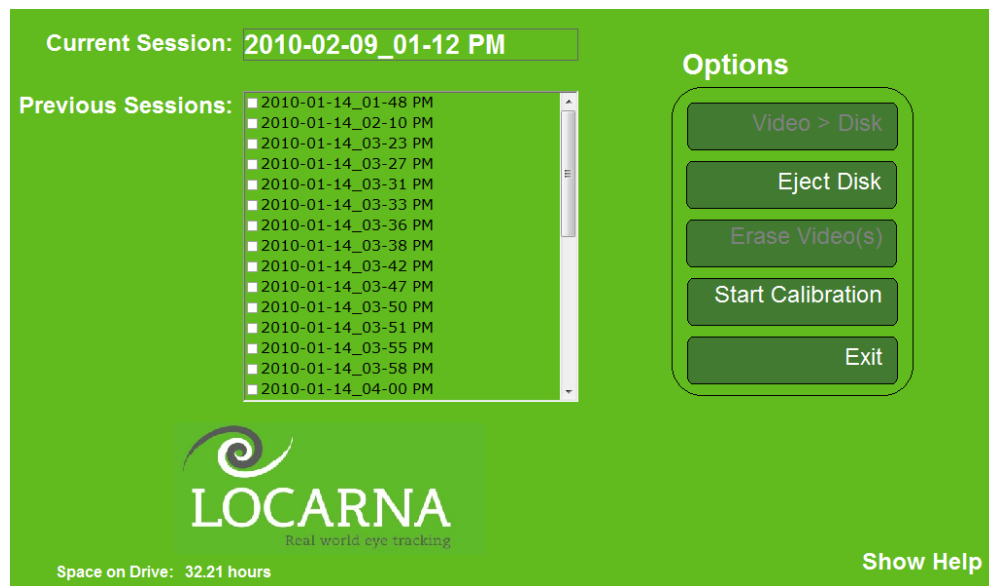 Current Session: 2010-02-09_01-12 PM
Previous Sessions:
2010-01-14_01-48 PM
2010-01-14_02-10 PM
2010-01-14_03-23 PM
2010-01-14_03-27 PM
2010-01-14_03-31 PM
2010-01-14_03-33 PM
2010-01-14_03-36 PM
2010-01-14_03-38 PM
2010-01-14_03-42 PM
2010-01-14_03-47 PM
2010-01-14_03-50 PM
2010-01-14_03-51 PM
2010-01-14_03-55 PM
2010-01-14_03-58 PM
2010-01-14_04-00 PM
Options
Video > Disk
Eject Disk
Erase Video(s)
Start Calibration
Exit
LOCARNA
Real world eye tracking
Space on Drive: 32.21 hours
Show Help